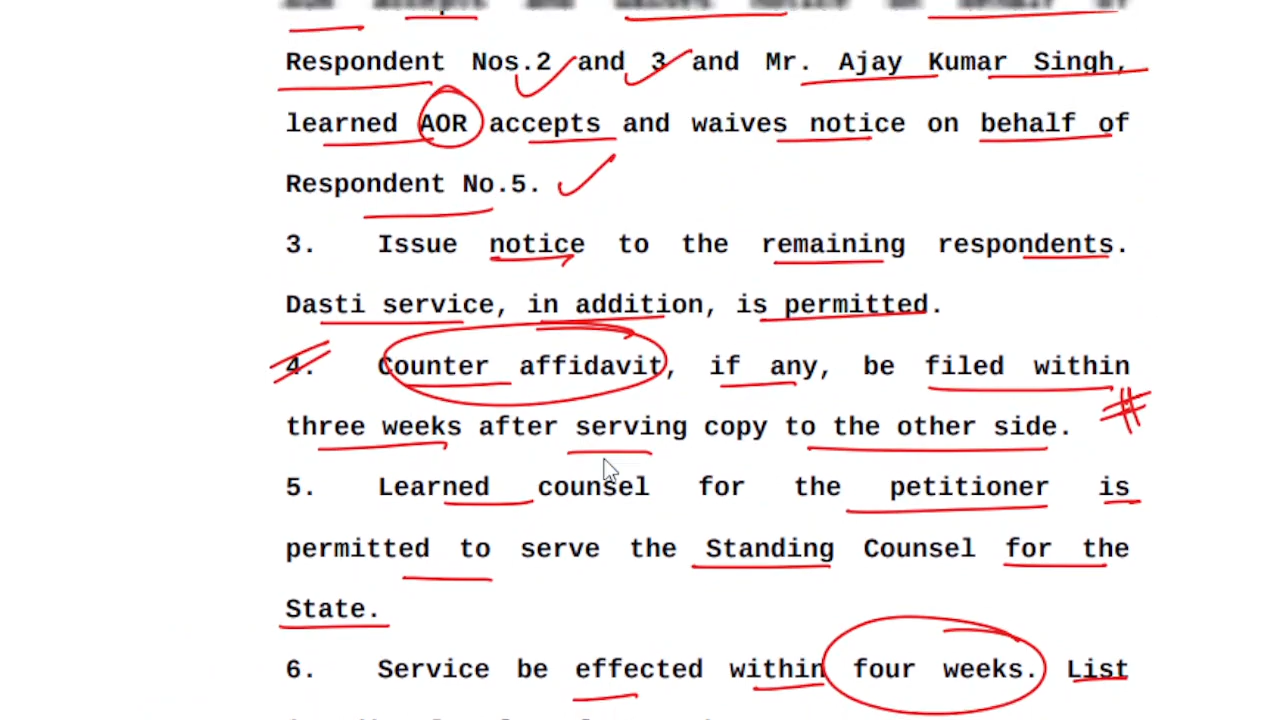 Respondent Nos.2 and 3 and Mr. Ajay Kumar Singh,
learned AOR accepts and waives notice on behalf of
Respondent No.5.
3. Issue notice to the remaining respondents.
Dasti service, in addition, is permitted.
4. Counter affidavit, if any, be filed within
three weeks after serving copy to the other side.
5. Learned counsel for the petitioner is
permitted to serve the Standing Counsel for the
State.
6. Service be effected within four weeks. List